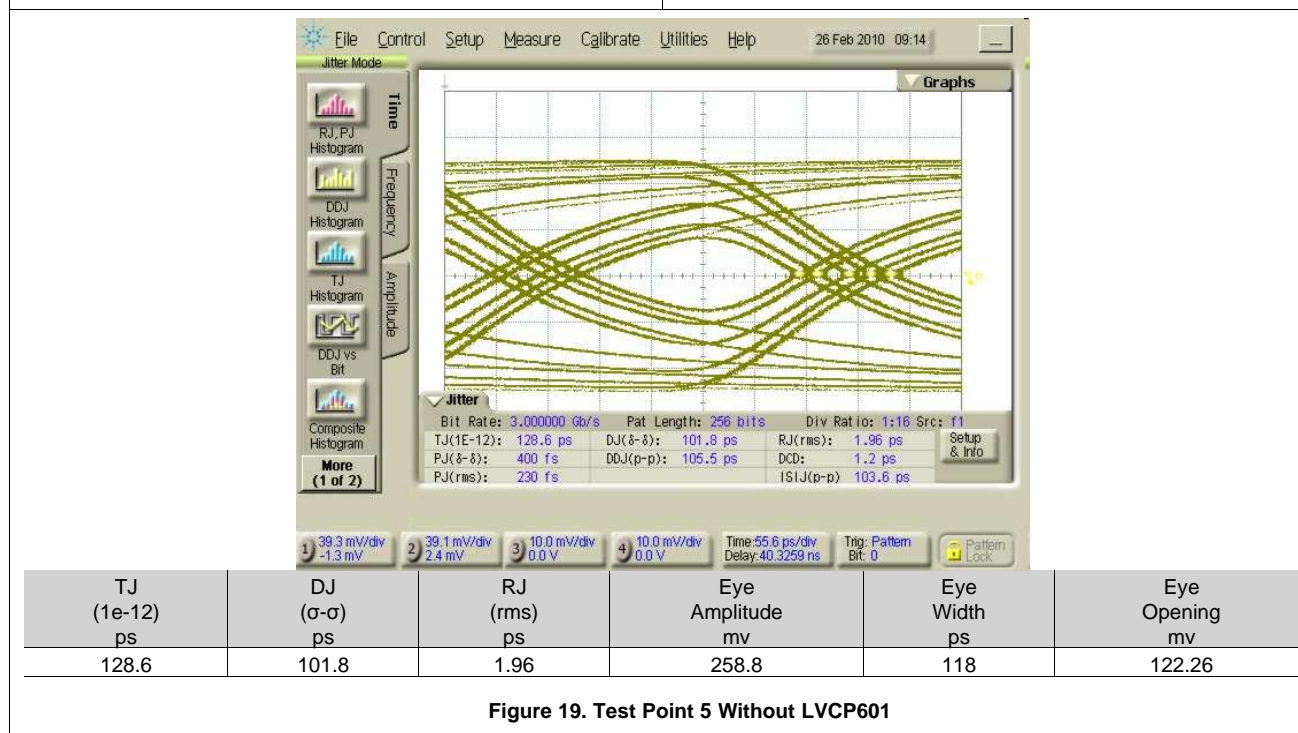 File Control Setup Measure Calibrate Utilities Help 26 Feb 2010 09:14
Jitter Mode
Graphs
Time
Frequency
Amplitude
RJ, PJ
Histogram
DDJ
Histogram
TJ
Histogram
DDJ vs
Bit
Composite
Histogram
More
(1 of 2)
Jitter
Bit Rate: 3.000000 Gb/s Pat Length: 256 bits Div Ratio: 1:16 Src: f1
TJ(1E-12): 128.6 ps DJ(δ-δ): 101.8 ps RJ(rms): 1.96 ps
PJ(δ-δ): 400 fs DDJ(p-p): 105.5 ps DCD: 1.2 ps
PJ(rms): 230 fs ISIJ(p-p) 103.6 ps
Setup
& Info
1) 39.3 mV/div 2) 39.1 mV/div 3) 10.0 mV/div 4) 10.0 mV/div Time:55.6 ps/div Trig: Pattern Pattern
-1.3 mV 2.4 mV 0.0 V 0.0 V Delay:40.3259 ns Bit: 0 Lock
TJ DJ RJ Eye Eye Eye
(1e-12) (σ-σ) (rms) Amplitude Width Opening
ps ps ps mv ps mv
128.6 101.8 1.96 258.8 118 122.26
Figure 19. Test Point 5 Without LVCP601